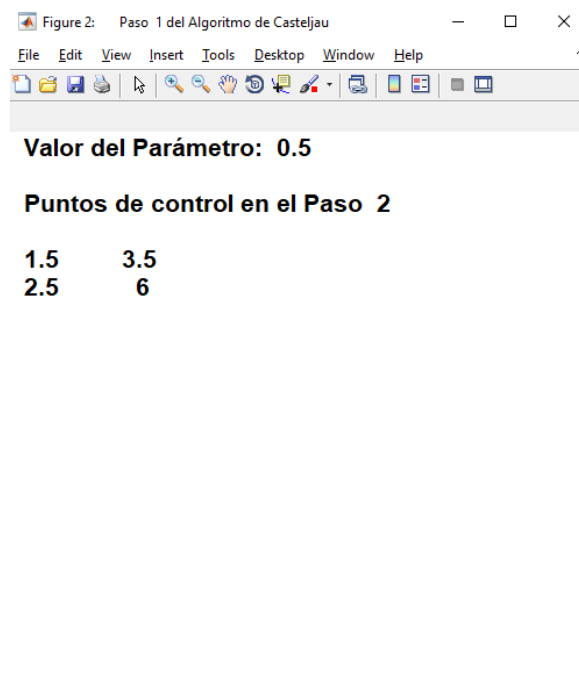 Figure 2: Paso 1 del Algoritmo de Casteljau
File Edit View Insert Tools Desktop Window Help
Valor del Parámetro: 0.5
Puntos de control en el Paso 2
1.5 3.5
2.5 6